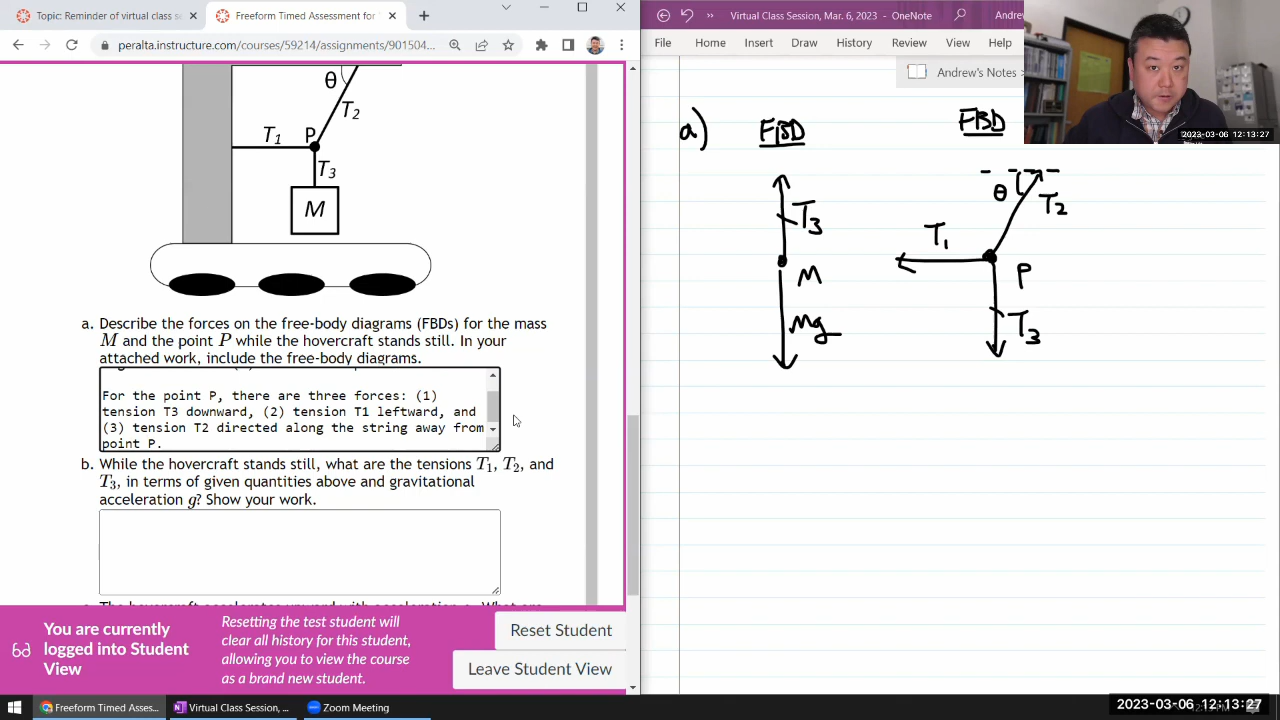 Topic: Reminder of virtual class se
Freeform Timed Assessment for
peralta.instructure.com/courses/59214/assignments/901504...
θ
T2
T1
P
T3
M
a. Describe the forces on the free-body diagrams (FBDs) for the mass
M and the point P while the hovercraft stands still. In your
attached work, include the free-body diagrams.
For the point P, there are three forces: (1)
tension T3 downward, (2) tension T1 leftward, and
(3) tension T2 directed along the string away from
point P.
b. While the hovercraft stands still, what are the tensions T1, T2, and
T3, in terms of given quantities above and gravitational
acceleration g? Show your work.
You are currently
logged into Student
View
Resetting the test student will
clear all history for this student,
allowing you to view the course
as a brand new student.
Reset Student
Leave Student View
Virtual Class Session, Mar. 6, 2023 - OneNote
Andre
File Home Insert Draw History Review View Help
Andrew's Notes >
a) FBD FBD
T3
M
Mg
θ
T2
T1
P
T3
2023-03-06 12:13:27
Freeform Timed Asses...
Virtual Class Session, ...
Zoom Meeting
2023-03-06 12:13:27